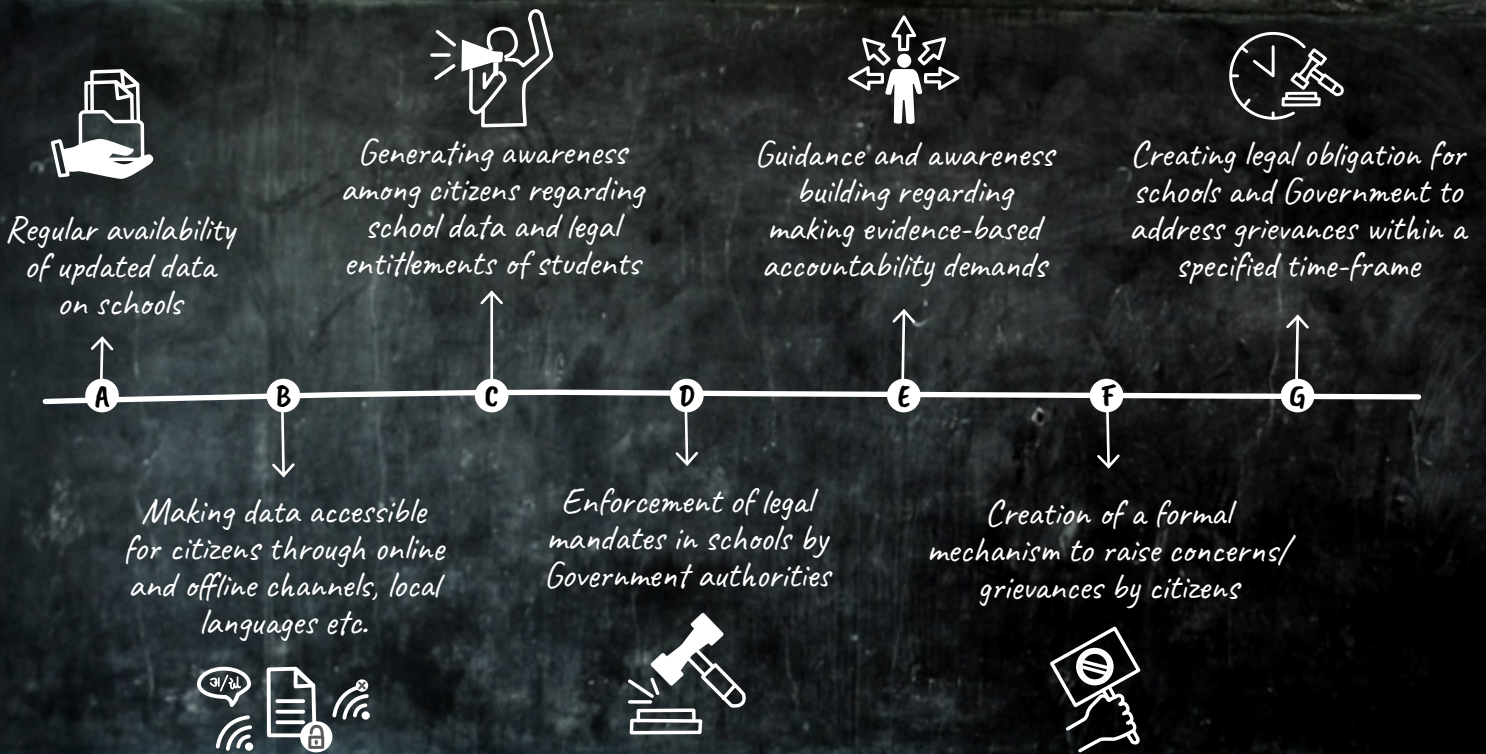 Regular availability
of updated data
on schools
A
Making data accessible
for citizens through online
and offline channels, local
languages etc.
B
Generating awareness
among citizens regarding
school data and legal
entitlements of students
C
Enforcement of legal
mandates in schools by
Government authorities
D
Guidance and awareness
building regarding
making evidence-based
accountability demands
E
Creation of a formal
mechanism to raise concerns/
grievances by citizens
F
Creating legal obligation for
schools and Government to
address grievances within a
specified time-frame
G